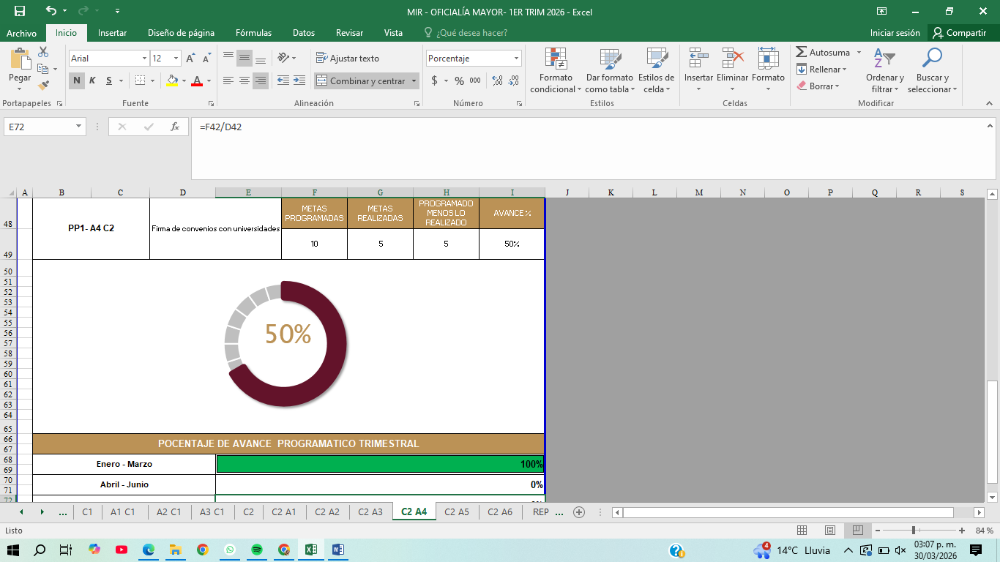 MIR - OFICIALÍA MAYOR- 1ER TRIM 2026 - Excel
Archivo Inicio Insertar Diseño de página Fórmulas Datos Revisar Vista ¿Qué desea hacer? Iniciar sesión Compartir
Pegar Arial 12 Ajustar texto Porcentaje Formato condicional Dar formato como tabla Estilos de celda Insertar Eliminar Formato Autosuma Ordenar y filtrar Buscar y seleccionar
N K S Combinar y centrar $ % 000 Rellenar
Borrar
Portapapeles Fuente Alineación Número Estilos Celdas Modificar
E72 fx =F42/D42
A B C D E F G H I J K L M N O P Q R S
48 METAS PROGRAMADAS METAS REALIZADAS PROGRAMADO MENOS LO REALIZADO AVANCE %
PP1- A4 C2 Firma de convenios con universidades
49 10 5 5 50%
50
51
52
53
54
55
56 50%
57
58
59
60
61
62
63
64
65
66 POCENTAJE DE AVANCE PROGRAMATICO TRIMESTRAL
67
68 Enero - Marzo 100%
69
70 Abril - Junio 0%
71
72
... C1 A1 C1 A2 C1 A3 C1 C2 C2 A1 C2 A2 C2 A3 C2 A4 C2 A5 C2 A6 REP ...
Listo 84 %
4 14°C Lluvia 03:07 p. m.
30/03/2026